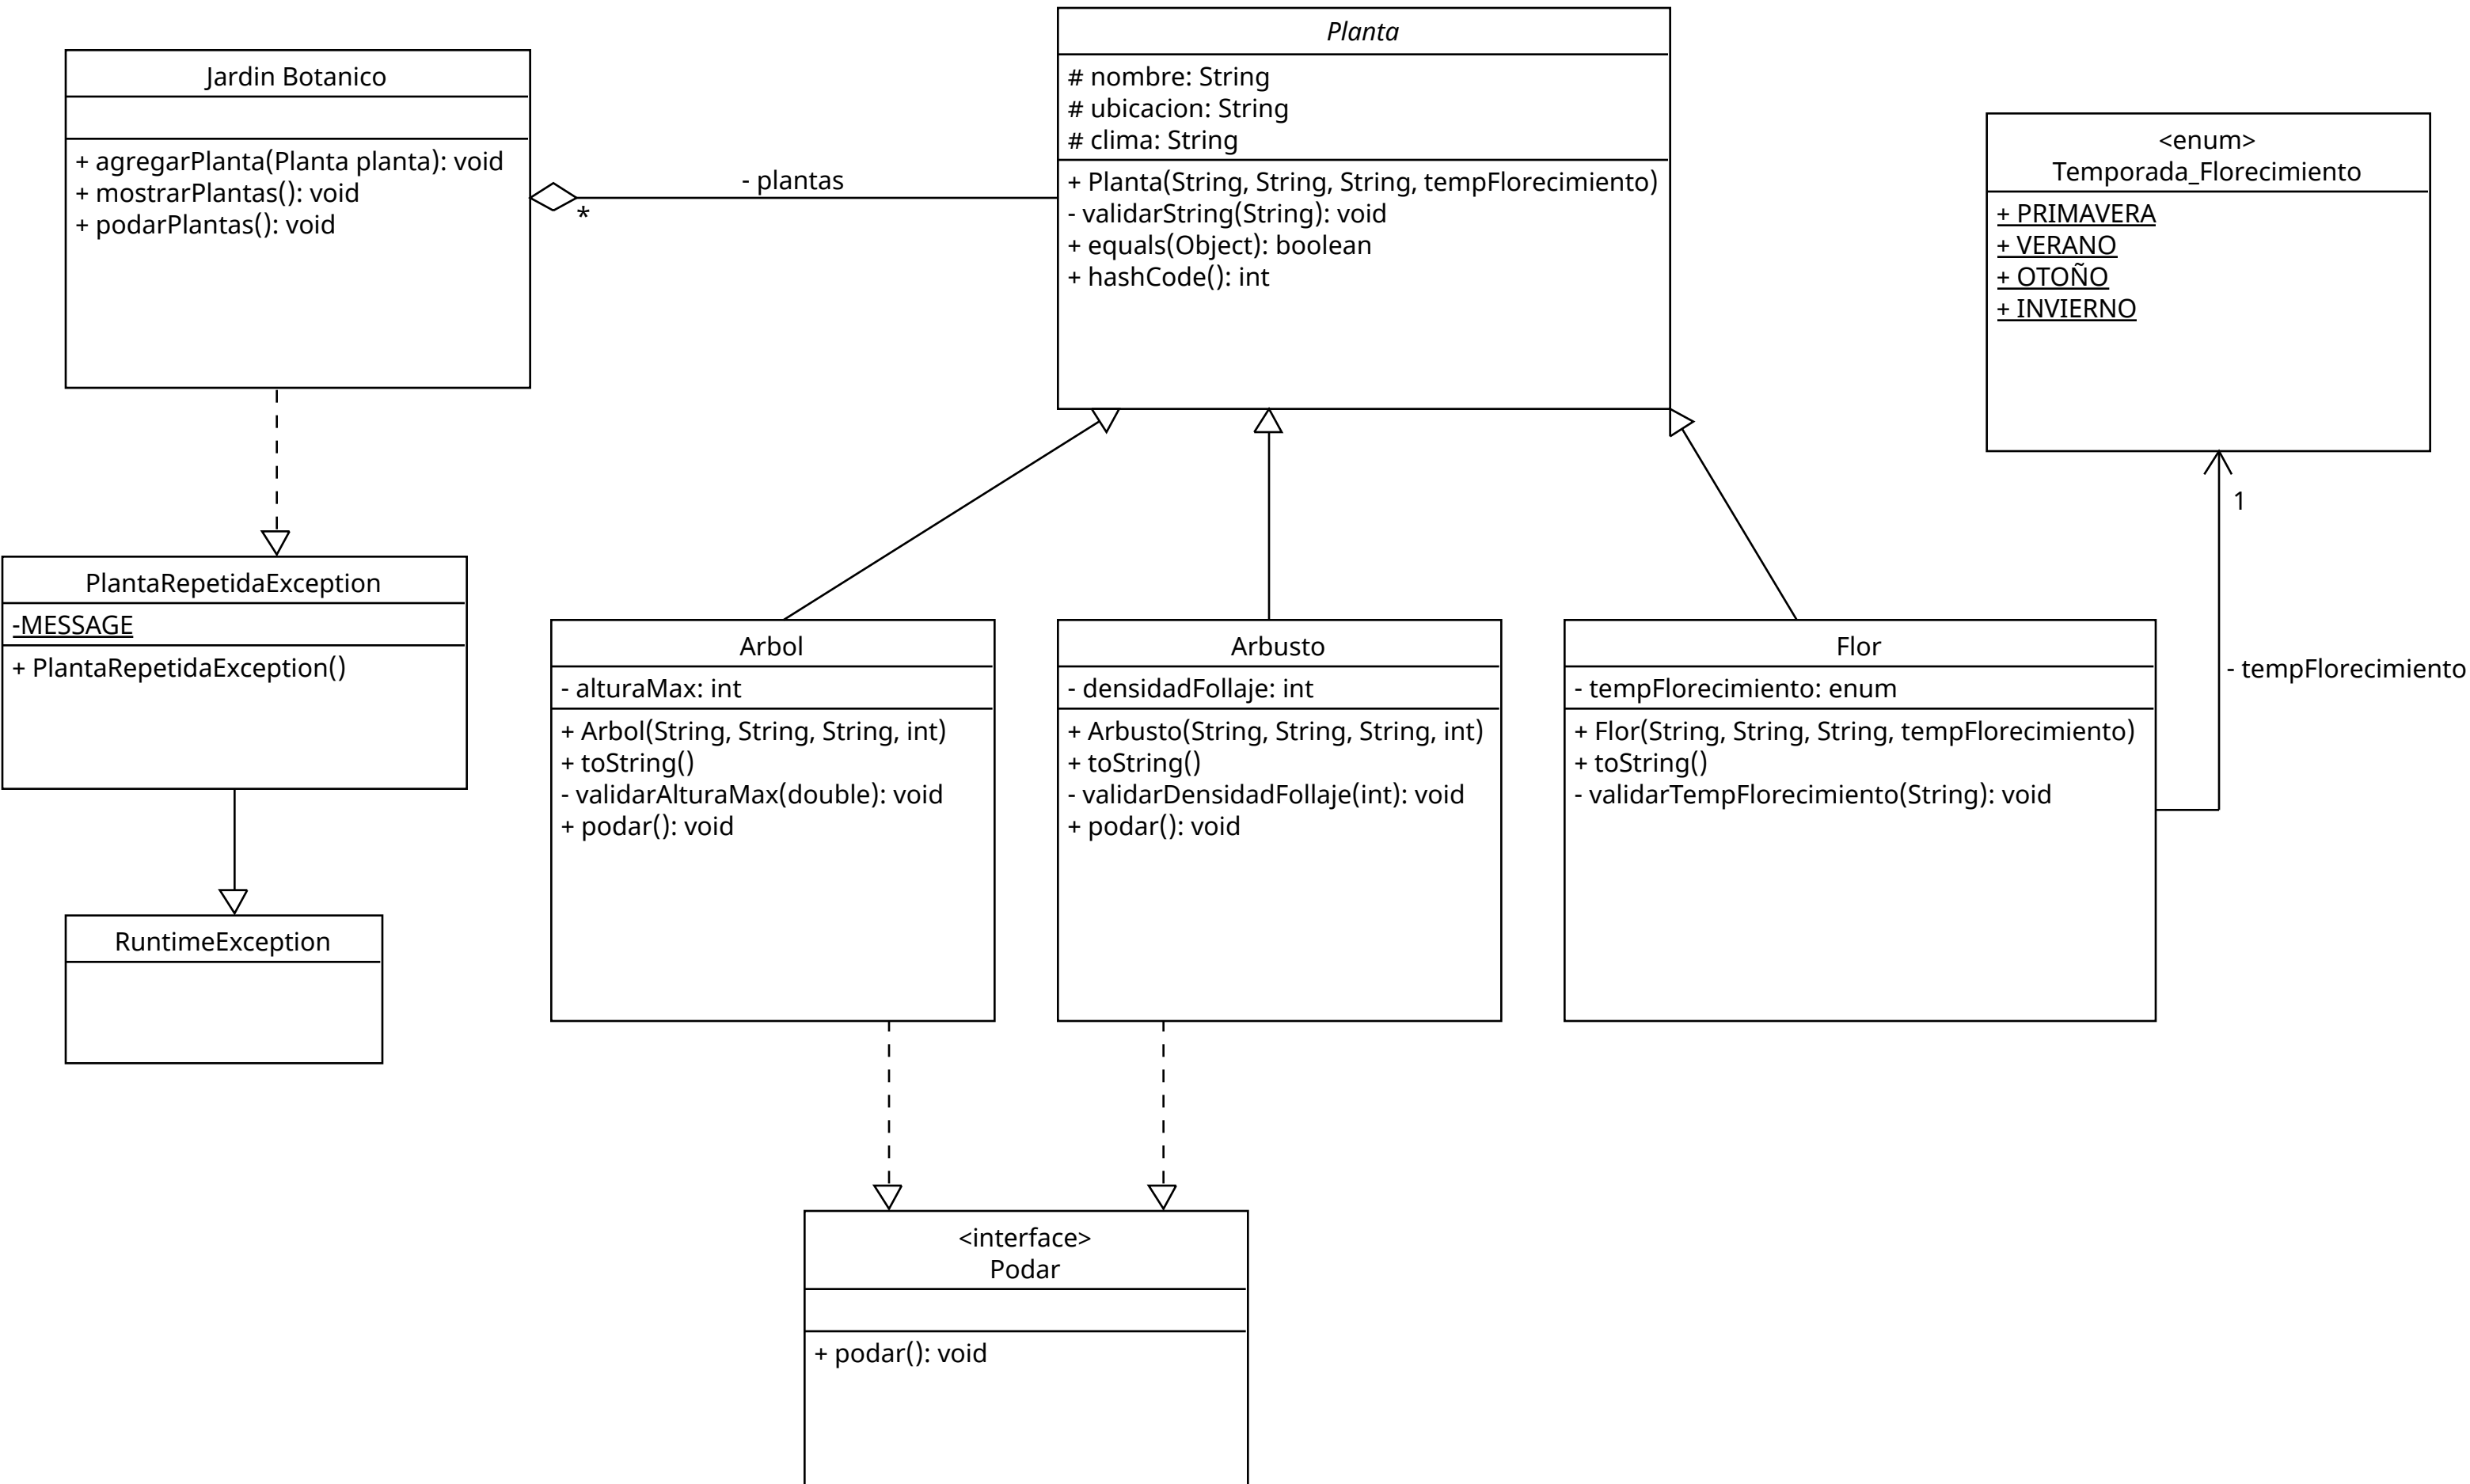 Jardin Botanico
+ agregarPlanta(Planta planta): void
+ mostrarPlantas(): void
+ podarPlantas(): void
- plantas
*
Planta
# nombre: String
# ubicacion: String
# clima: String
+ Planta(String, String, String, tempFlorecimiento)
- validarString(String): void
+ equals(Object): boolean
+ hashCode(): int
<enum>
Temporada_Florecimiento
+ PRIMAVERA
+ VERANO
+ OTOÑO
+ INVIERNO
1
- tempFlorecimiento
PlantaRepetidaException
-MESSAGE
+ PlantaRepetidaException()
RuntimeException
Arbol
- alturaMax: int
+ Arbol(String, String, String, int)
+ toString()
- validarAlturaMax(double): void
+ podar(): void
Arbusto
- densidadFollaje: int
+ Arbusto(String, String, String, int)
+ toString()
- validarDensidadFollaje(int): void
+ podar(): void
Flor
- tempFlorecimiento: enum
+ Flor(String, String, String, tempFlorecimiento)
+ toString()
- validarTempFlorecimiento(String): void
<interface>
Podar
+ podar(): void